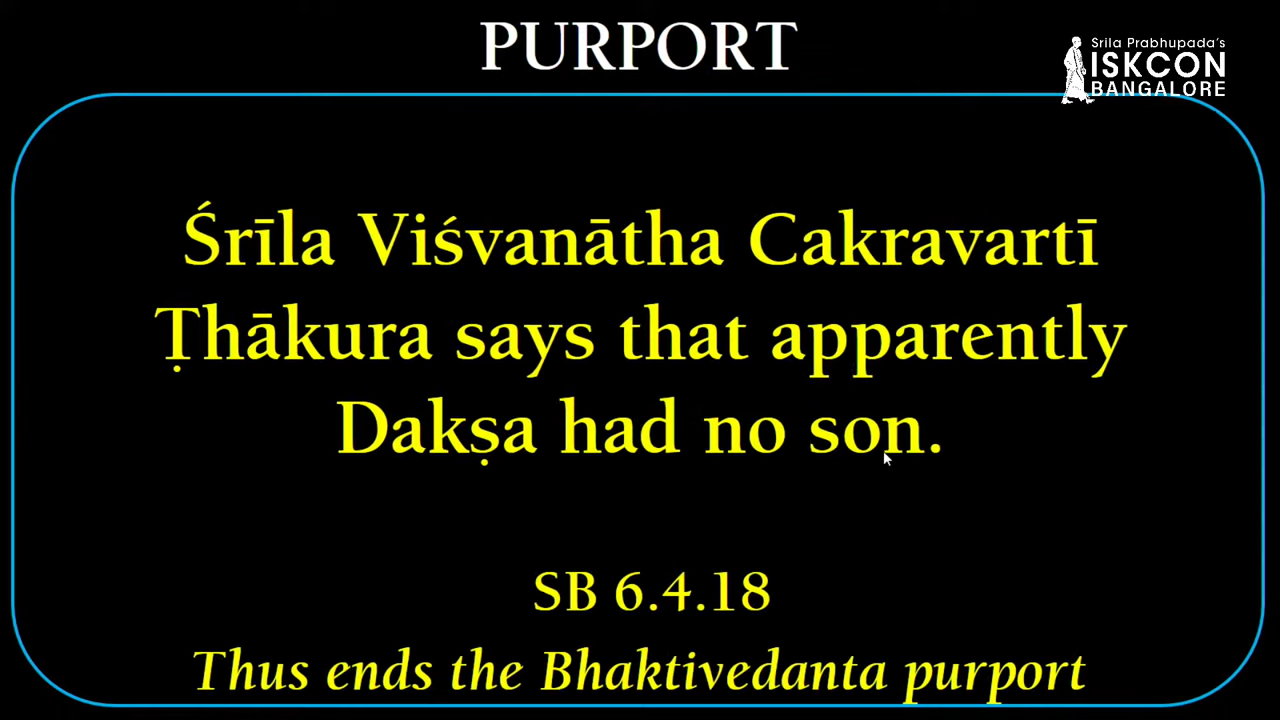 PURPORT
Srila Prabhupada's
ISKCON
BANGALORE
Śrīla Viśvanātha Cakravartī
Ṭhākura says that apparently
Dakṣa had no son.
SB 6.4.18
Thus ends the Bhaktivedanta purport